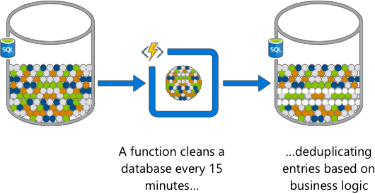 SQL
SQL
A function cleans a
database every 15
minutes...
...deduplicating
entries based on
business logic